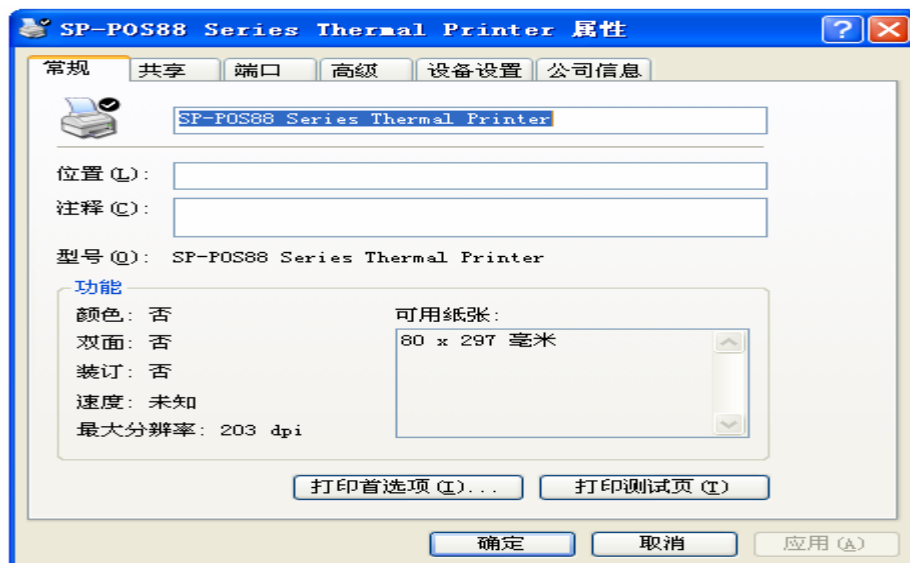 SP-POS88 Series Thermal Printer 属性
常规 共享 端口 高级 设备设置 公司信息
SP-POS88 Series Thermal Printer
位置(L):
注释(C):
型号(O): SP-POS88 Series Thermal Printer
功能
颜色: 否 可用纸张:
双面: 否 80 x 297 毫米
装订: 否
速度: 未知
最大分辨率: 203 dpi
打印首选项(I)... 打印测试页(T)
确定 取消 应用(A)